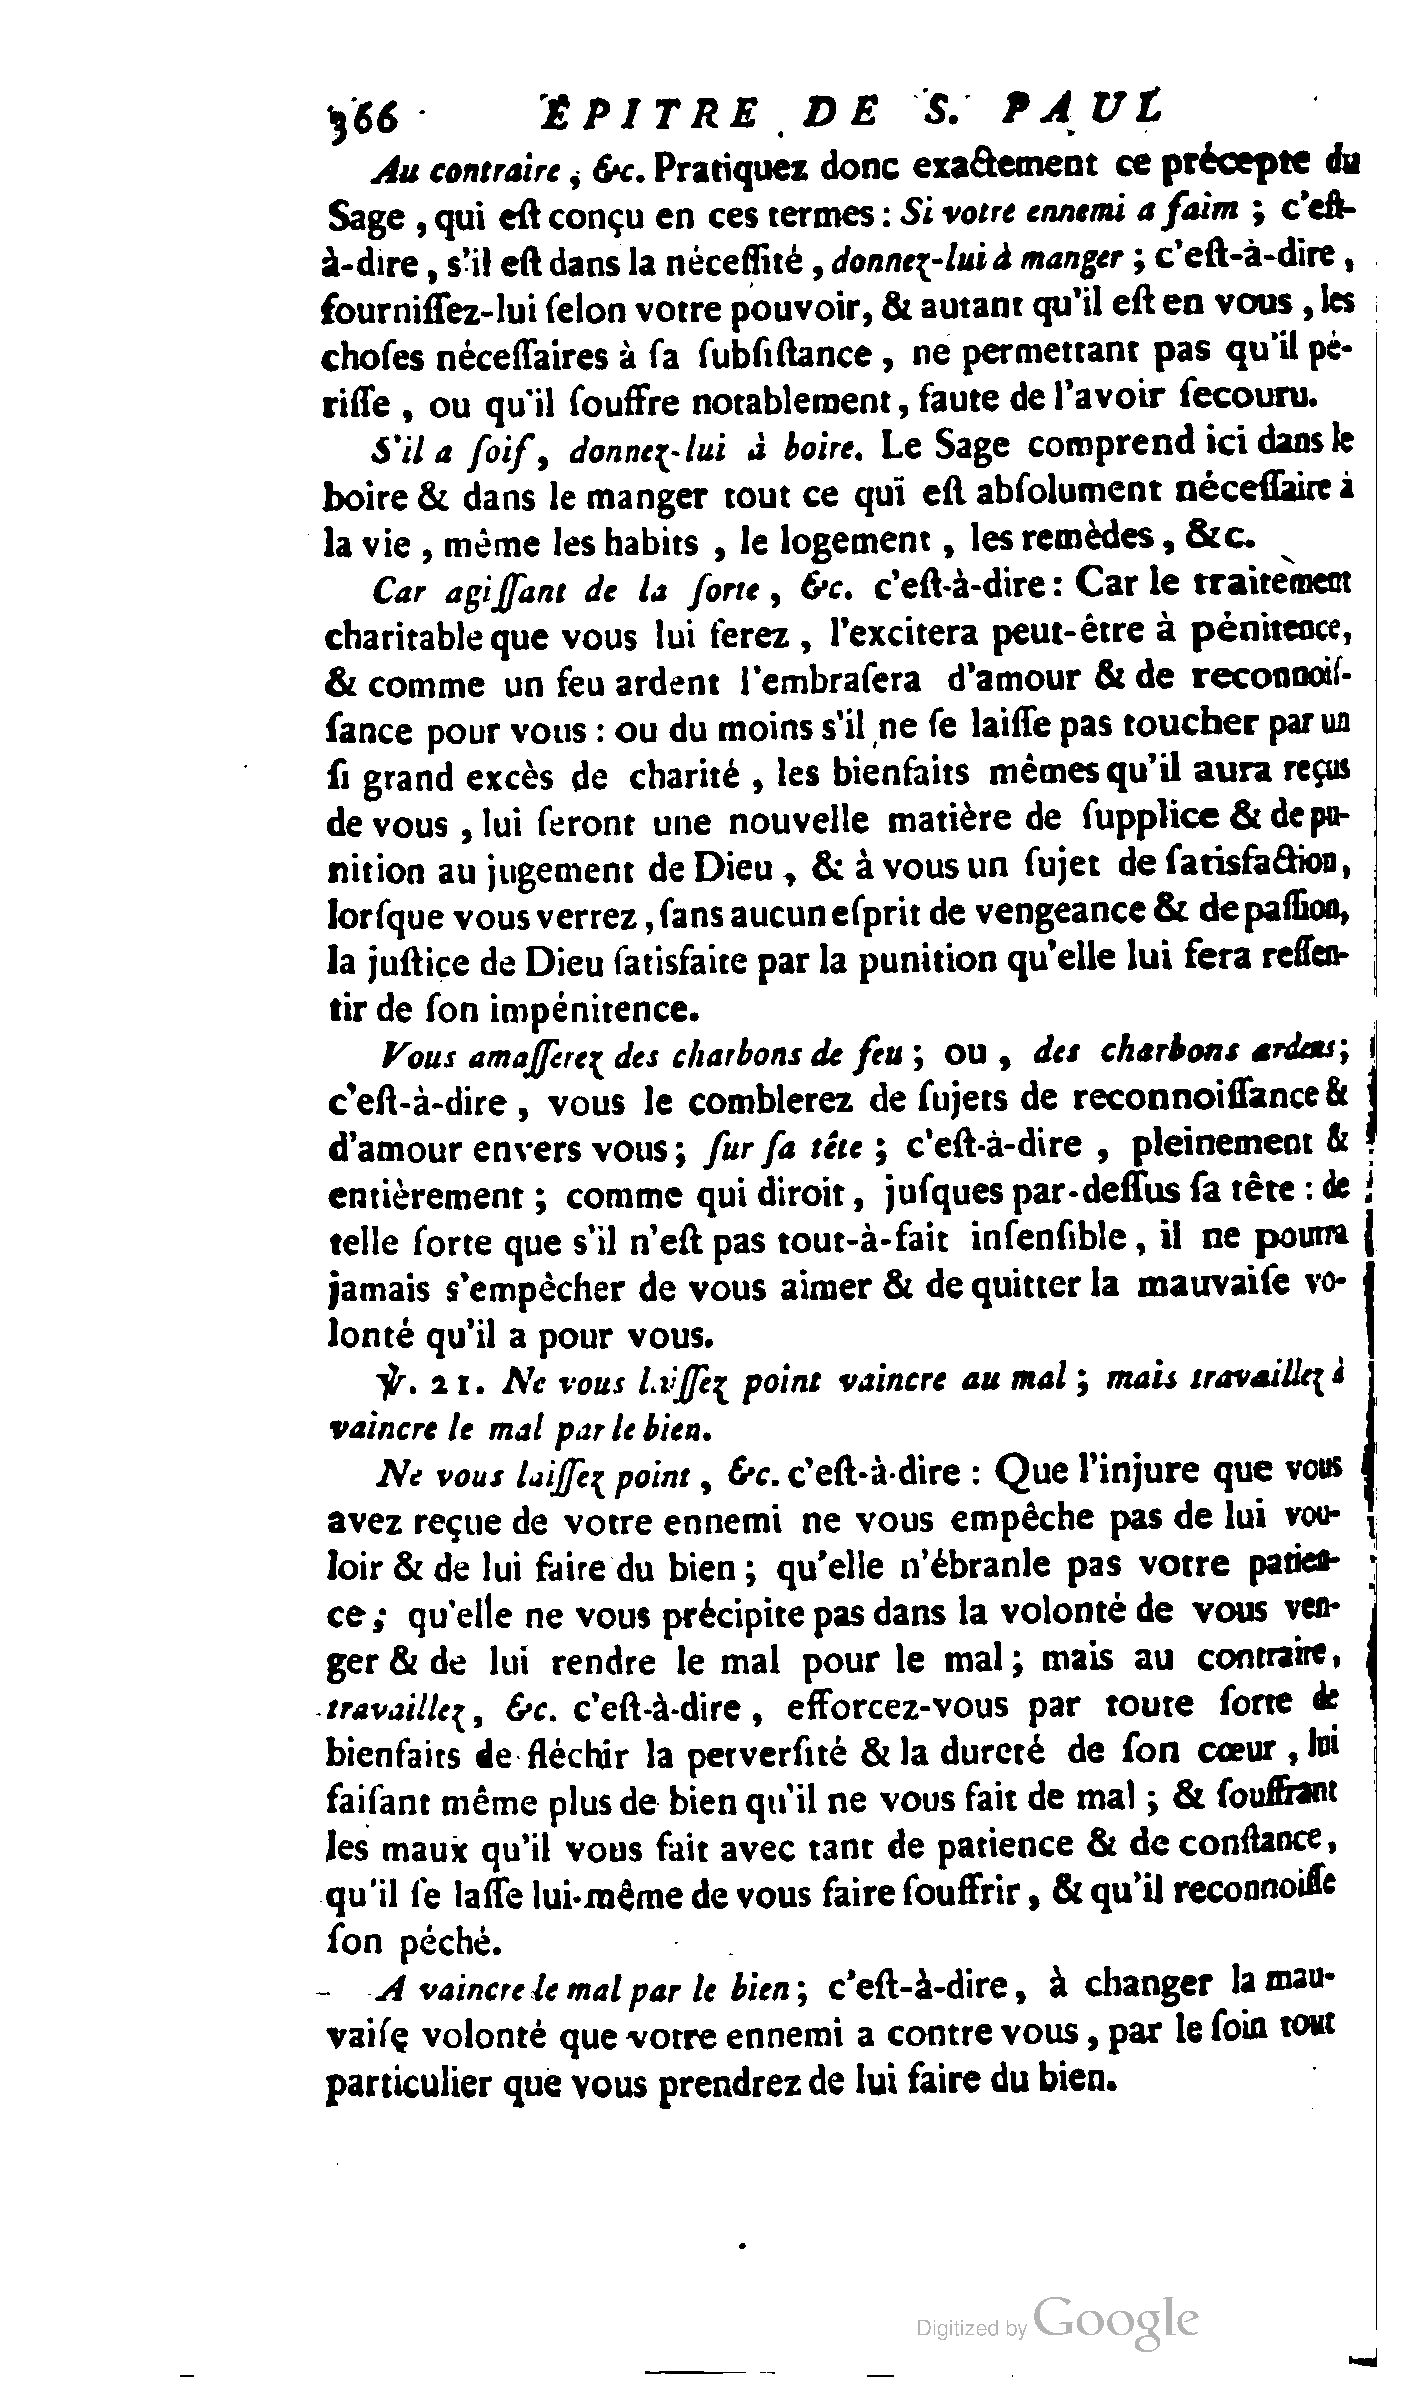 366 ÉPITRE DE S. PAUL
Au contraire, &c. Pratiquez donc exactement ce précepte du
Sage, qui eſt conçu en ces termes : Si votre ennemi a faim ; c'eſt-
à-dire, s'il eſt dans la néceſſité, donnez-lui à manger ; c'eſt-à-dire,
fourniſſez-lui ſelon votre pouvoir, & autant qu'il eſt en vous, les
choſes néceſſaires à ſa ſubſiſtance, ne permettant pas qu'il pé-
riſſe, ou qu'il ſouffre notablement, faute de l'avoir ſecouru.
S'il a ſoif, donnez-lui à boire. Le Sage comprend ici dans le
boire & dans le manger tout ce qui eſt abſolument néceſſaire à
la vie, même les habits, le logement, les remèdes, &c.
Car agiſſant de la ſorte, &c. c'eſt-à-dire : Car le traitement
charitable que vous lui ferez, l'excitera peut-être à pénitence,
& comme un feu ardent l'embraſera d'amour & de reconnoiſ-
ſance pour vous : ou du moins s'il ne ſe laiſſe pas toucher par un
ſi grand excès de charité, les bienfaits mêmes qu'il aura reçus
de vous, lui ſeront une nouvelle matière de ſupplice & de pu-
nition au jugement de Dieu, & à vous un ſujet de ſatisfaction,
lorſque vous verrez, ſans aucun eſprit de vengeance & de paſſion,
la juſtice de Dieu ſatisfaite par la punition qu'elle lui fera reſſen-
tir de ſon impénitence.
Vous amaſſerez des charbons de feu ; ou, des charbons ardens ;
c'eſt-à-dire, vous le comblerez de ſujets de reconnoiſſance &
d'amour envers vous ; ſur ſa tête ; c'eſt-à-dire, pleinement &
entièrement ; comme qui diroit, juſques par-deſſus ſa tête : de
telle ſorte que s'il n'eſt pas tout-à-fait inſenſible, il ne pourra
jamais s'empêcher de vous aimer & de quitter la mauvaiſe vo-
lonté qu'il a pour vous.
℣. 21. Ne vous laiſſez point vaincre au mal ; mais travaillez à
vaincre le mal par le bien.
Ne vous laiſſez point, &c. c'eſt-à-dire : Que l'injure que vous
avez reçue de votre ennemi ne vous empêche pas de lui vou-
loir & de lui faire du bien ; qu'elle n'ébranle pas votre patien-
ce ; qu'elle ne vous précipite pas dans la volonté de vous ven-
ger & de lui rendre le mal pour le mal ; mais au contraire,
travaillez, &c. c'eſt-à-dire, efforcez-vous par toute ſorte de
bienfaits de fléchir la perverſité & la dureté de ſon cœur, lui
faiſant même plus de bien qu'il ne vous fait de mal ; & ſouffrant
les maux qu'il vous fait avec tant de patience & de conſtance,
qu'il ſe laſſe lui-même de vous faire ſouffrir, & qu'il reconnoiſſe
ſon péché.
A vaincre le mal par le bien ; c'eſt-à-dire, à changer la mau-
vaiſe volonté que votre ennemi a contre vous, par le ſoin tout
particulier que vous prendrez de lui faire du bien.
Digitized by Google